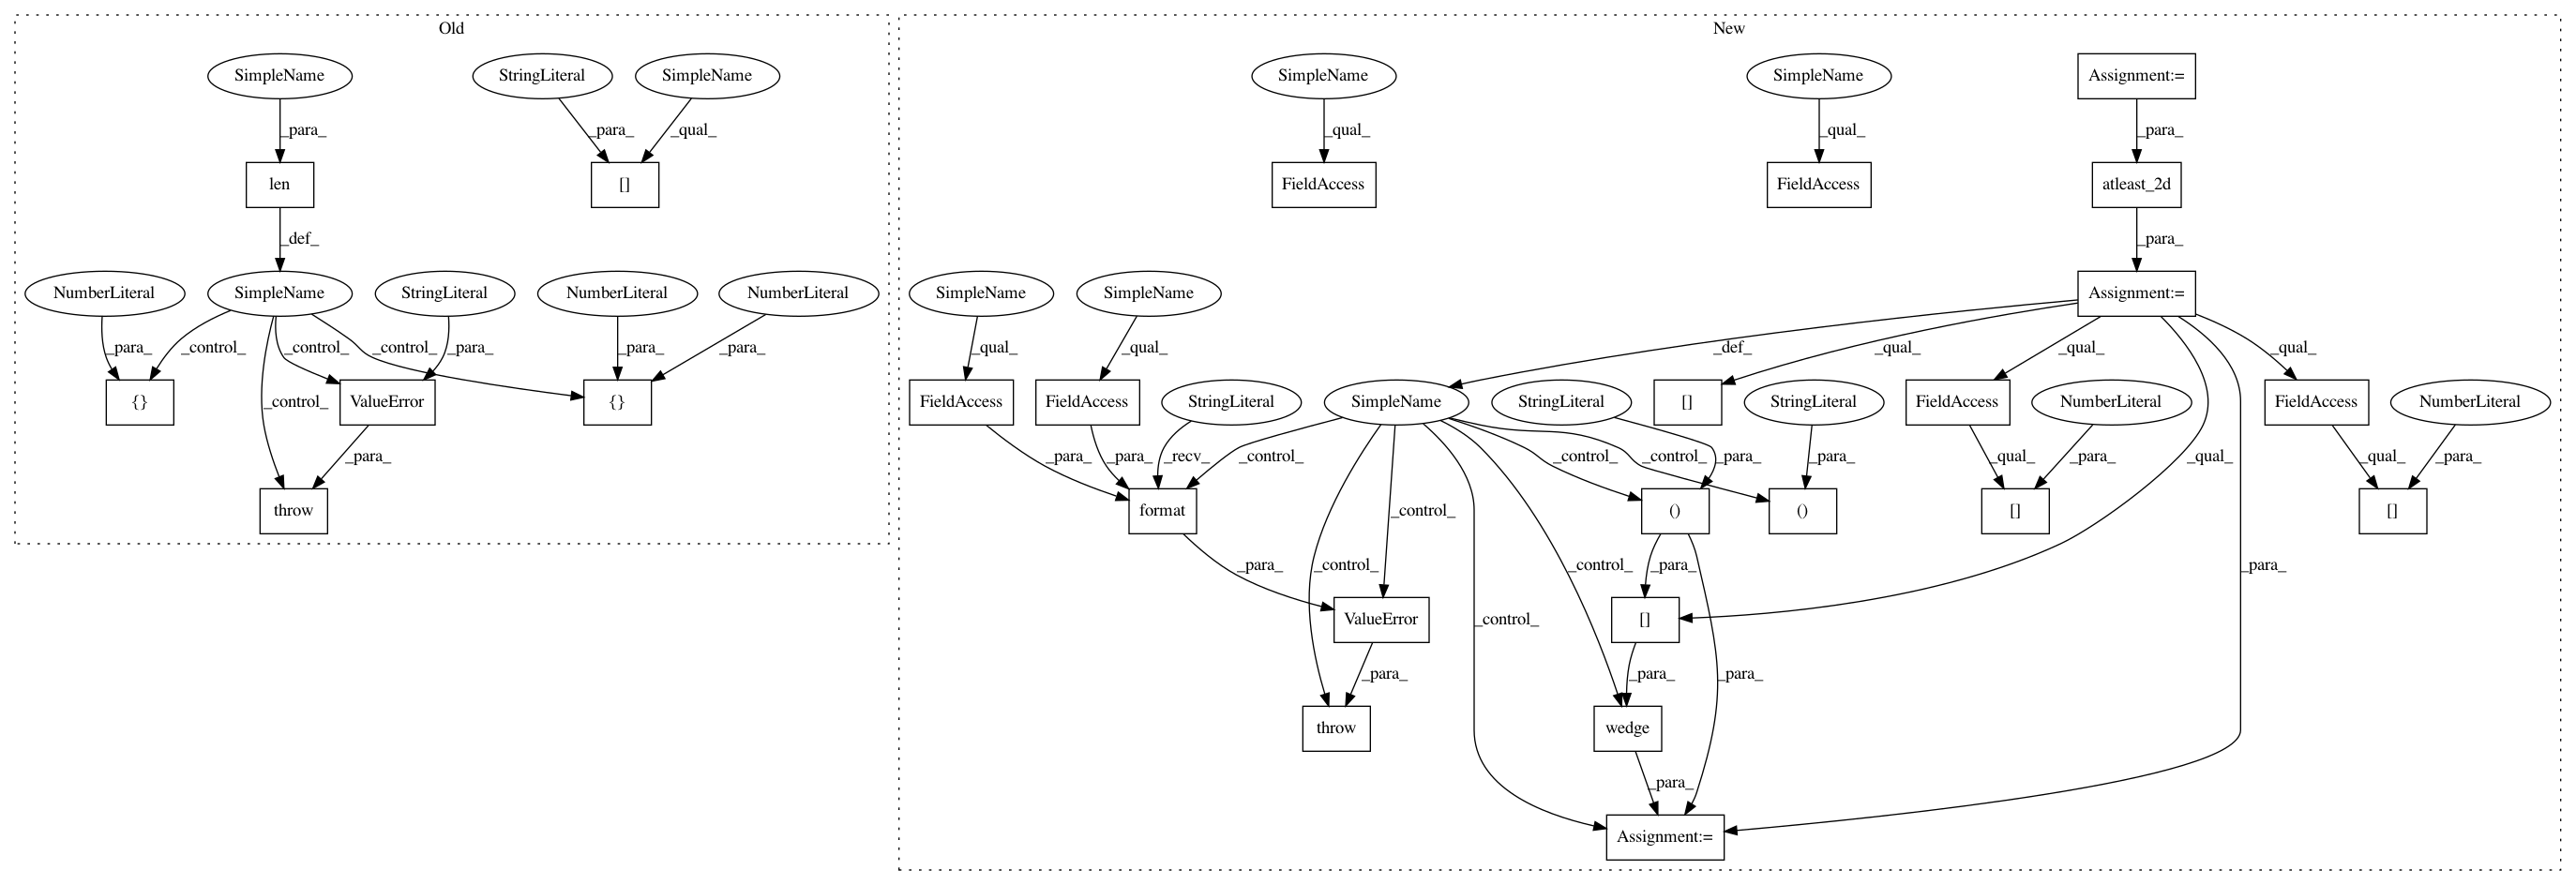 Old
New
SimpleName
StringLiteral
SimpleName
SimpleName
SimpleName
Assignment:=
_para_
_para_
_qual_
_qual_
_qual_
_para_
len
[]
FieldAccess
FieldAccess
atleast_2d
_def_
_para_
NumberLiteral
SimpleName
StringLiteral
NumberLiteral
NumberLiteral
SimpleName
SimpleName
Assignment:=
_para_
_control_
_control_
_para_
_control_
_para_
_para_
_qual_
_qual_
_def_
_qual_
_qual_
_qual_
{}
_control_
ValueError
{}
FieldAccess
FieldAccess
StringLiteral
SimpleName
StringLiteral
[]
StringLiteral
FieldAccess
NumberLiteral
FieldAccess
NumberLiteral
_para_
_para_
_para_
_recv_
_control_
_control_
_control_
_para_
_para_
_qual_
_para_
_qual_
_qual_
_para_
throw
format
_control_
()
()
[]
[]
_para_
_control_
_control_
_para_
_para_
ValueError
_control_
[]
_para_
_para_
_para_
throw
wedge
_para_
Assignment:=